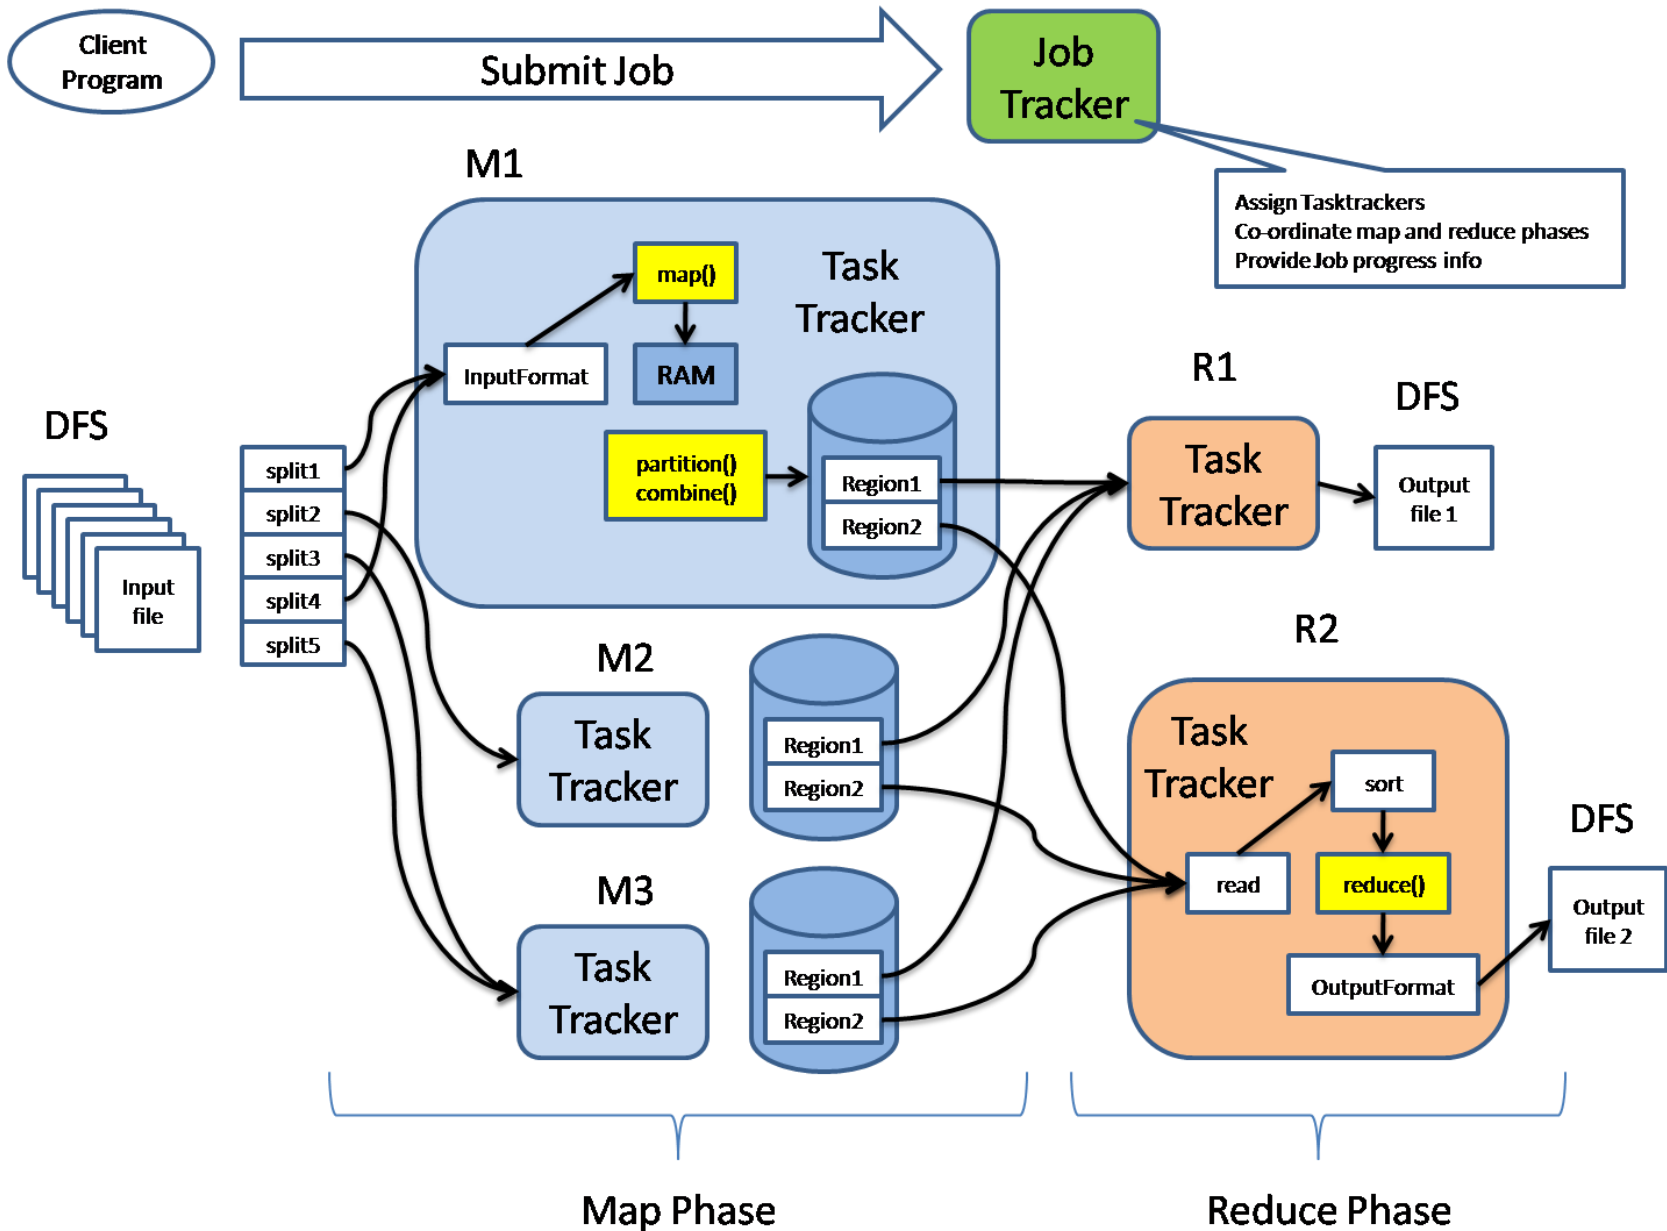 Client
Program
Submit Job
Job
Tracker
Assign Tasktrackers
Co-ordinate map and reduce phases
Provide Job progress info
M1
Task
Tracker
map()
InputFormat
RAM
partition()
combine()
Region1
Region2
DFS
Input
file
split1
split2
split3
split4
split5
M2
Task
Tracker
Region1
Region2
M3
Task
Tracker
Region1
Region2
R1
Task
Tracker
DFS
Output
file 1
R2
Task
Tracker
sort
read
reduce()
OutputFormat
DFS
Output
file 2
Map Phase
Reduce Phase